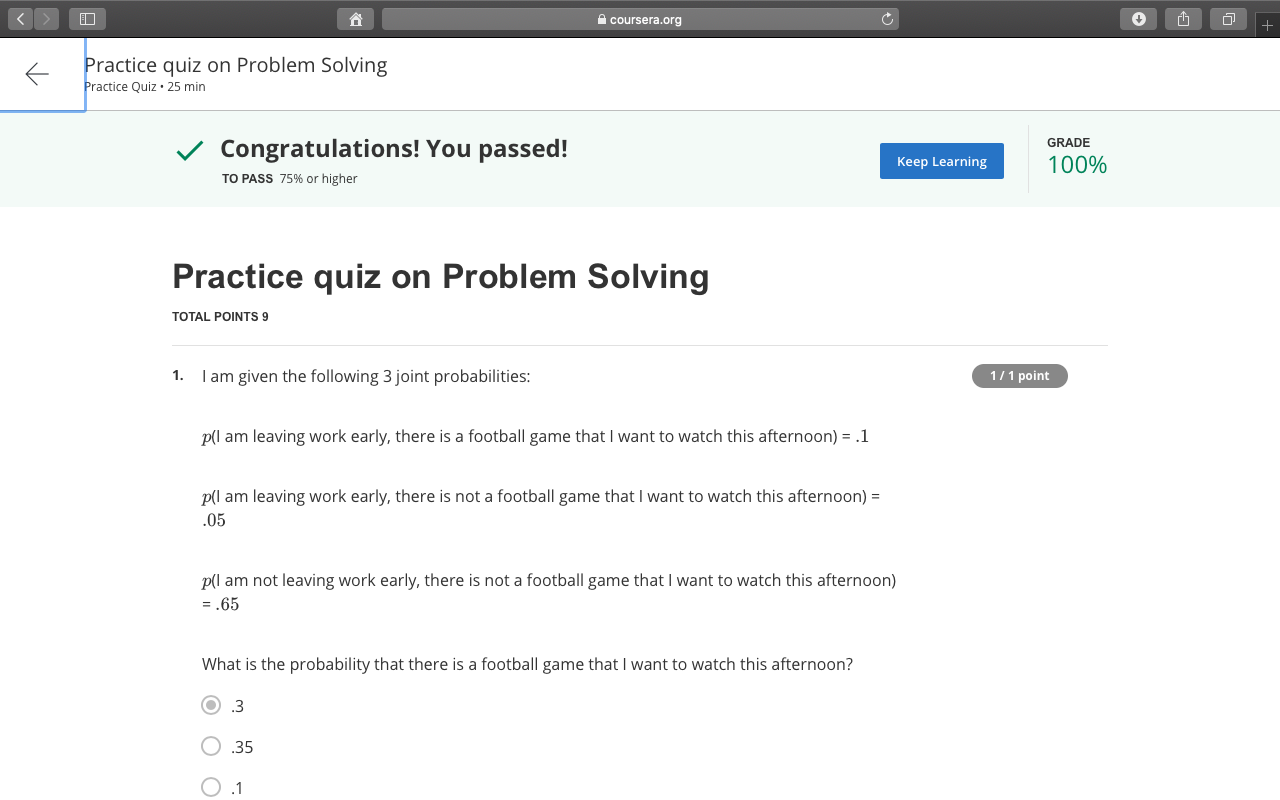 coursera.org
Practice quiz on Problem Solving
Practice Quiz • 25 min
Congratulations! You passed!
TO PASS 75% or higher
Keep Learning
GRADE
100%
Practice quiz on Problem Solving
TOTAL POINTS 9
1. I am given the following 3 joint probabilities:
1 / 1 point
p(I am leaving work early, there is a football game that I want to watch this afternoon) = .1
p(I am leaving work early, there is not a football game that I want to watch this afternoon) =
.05
p(I am not leaving work early, there is not a football game that I want to watch this afternoon)
= .65
What is the probability that there is a football game that I want to watch this afternoon?
.3
.35
.1